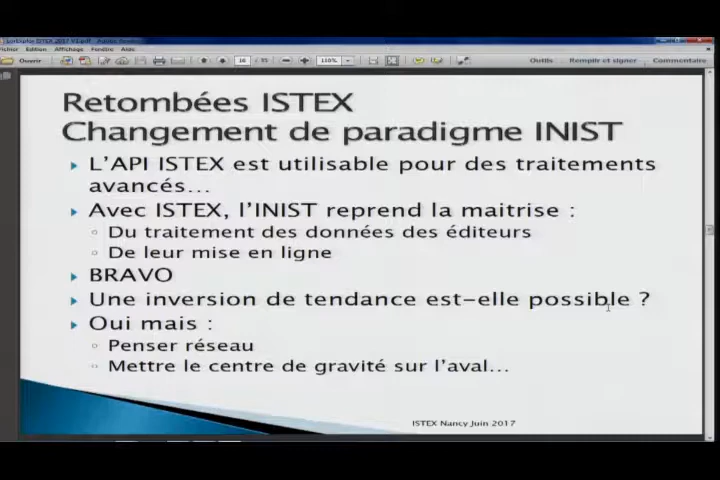 Fichier Edition Affichage Fenêtre Aide
Ouvrir 16 110% Outils Remplir et signer Commentaire
Retombées ISTEX
Changement de paradigme INIST
L'API ISTEX est utilisable pour des traitements
avancés...
Avec ISTEX, l'INIST reprend la maitrise :
Du traitement des données des éditeurs
De leur mise en ligne
BRAVO
Une inversion de tendance est-elle possible ?
Oui mais :
Penser réseau
Mettre le centre de gravité sur l'aval...
ISTEX Nancy Juin 2017